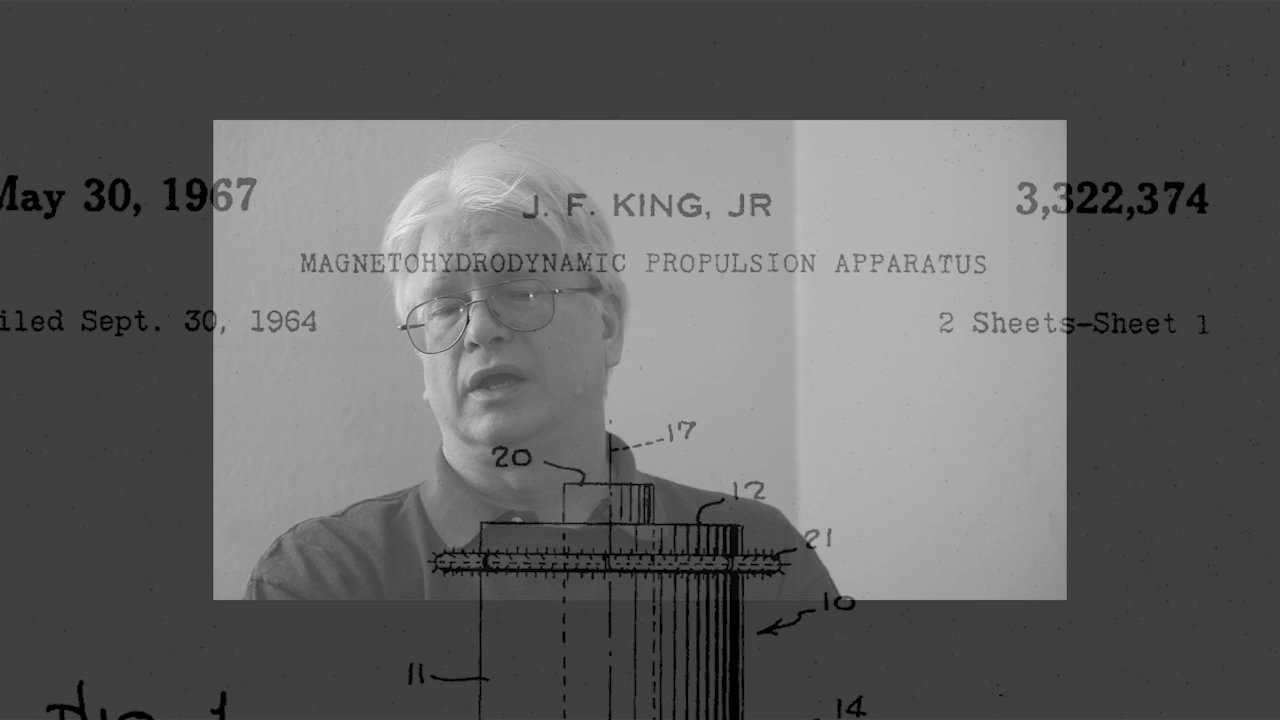 May 30, 1967
J. F. KING, JR
3,322,374
MAGNETOHYDRODYNAMIC PROPULSION APPARATUS
iled Sept. 30, 1964
2 Sheets-Sheet 1
17
20
12
21
10
11
14